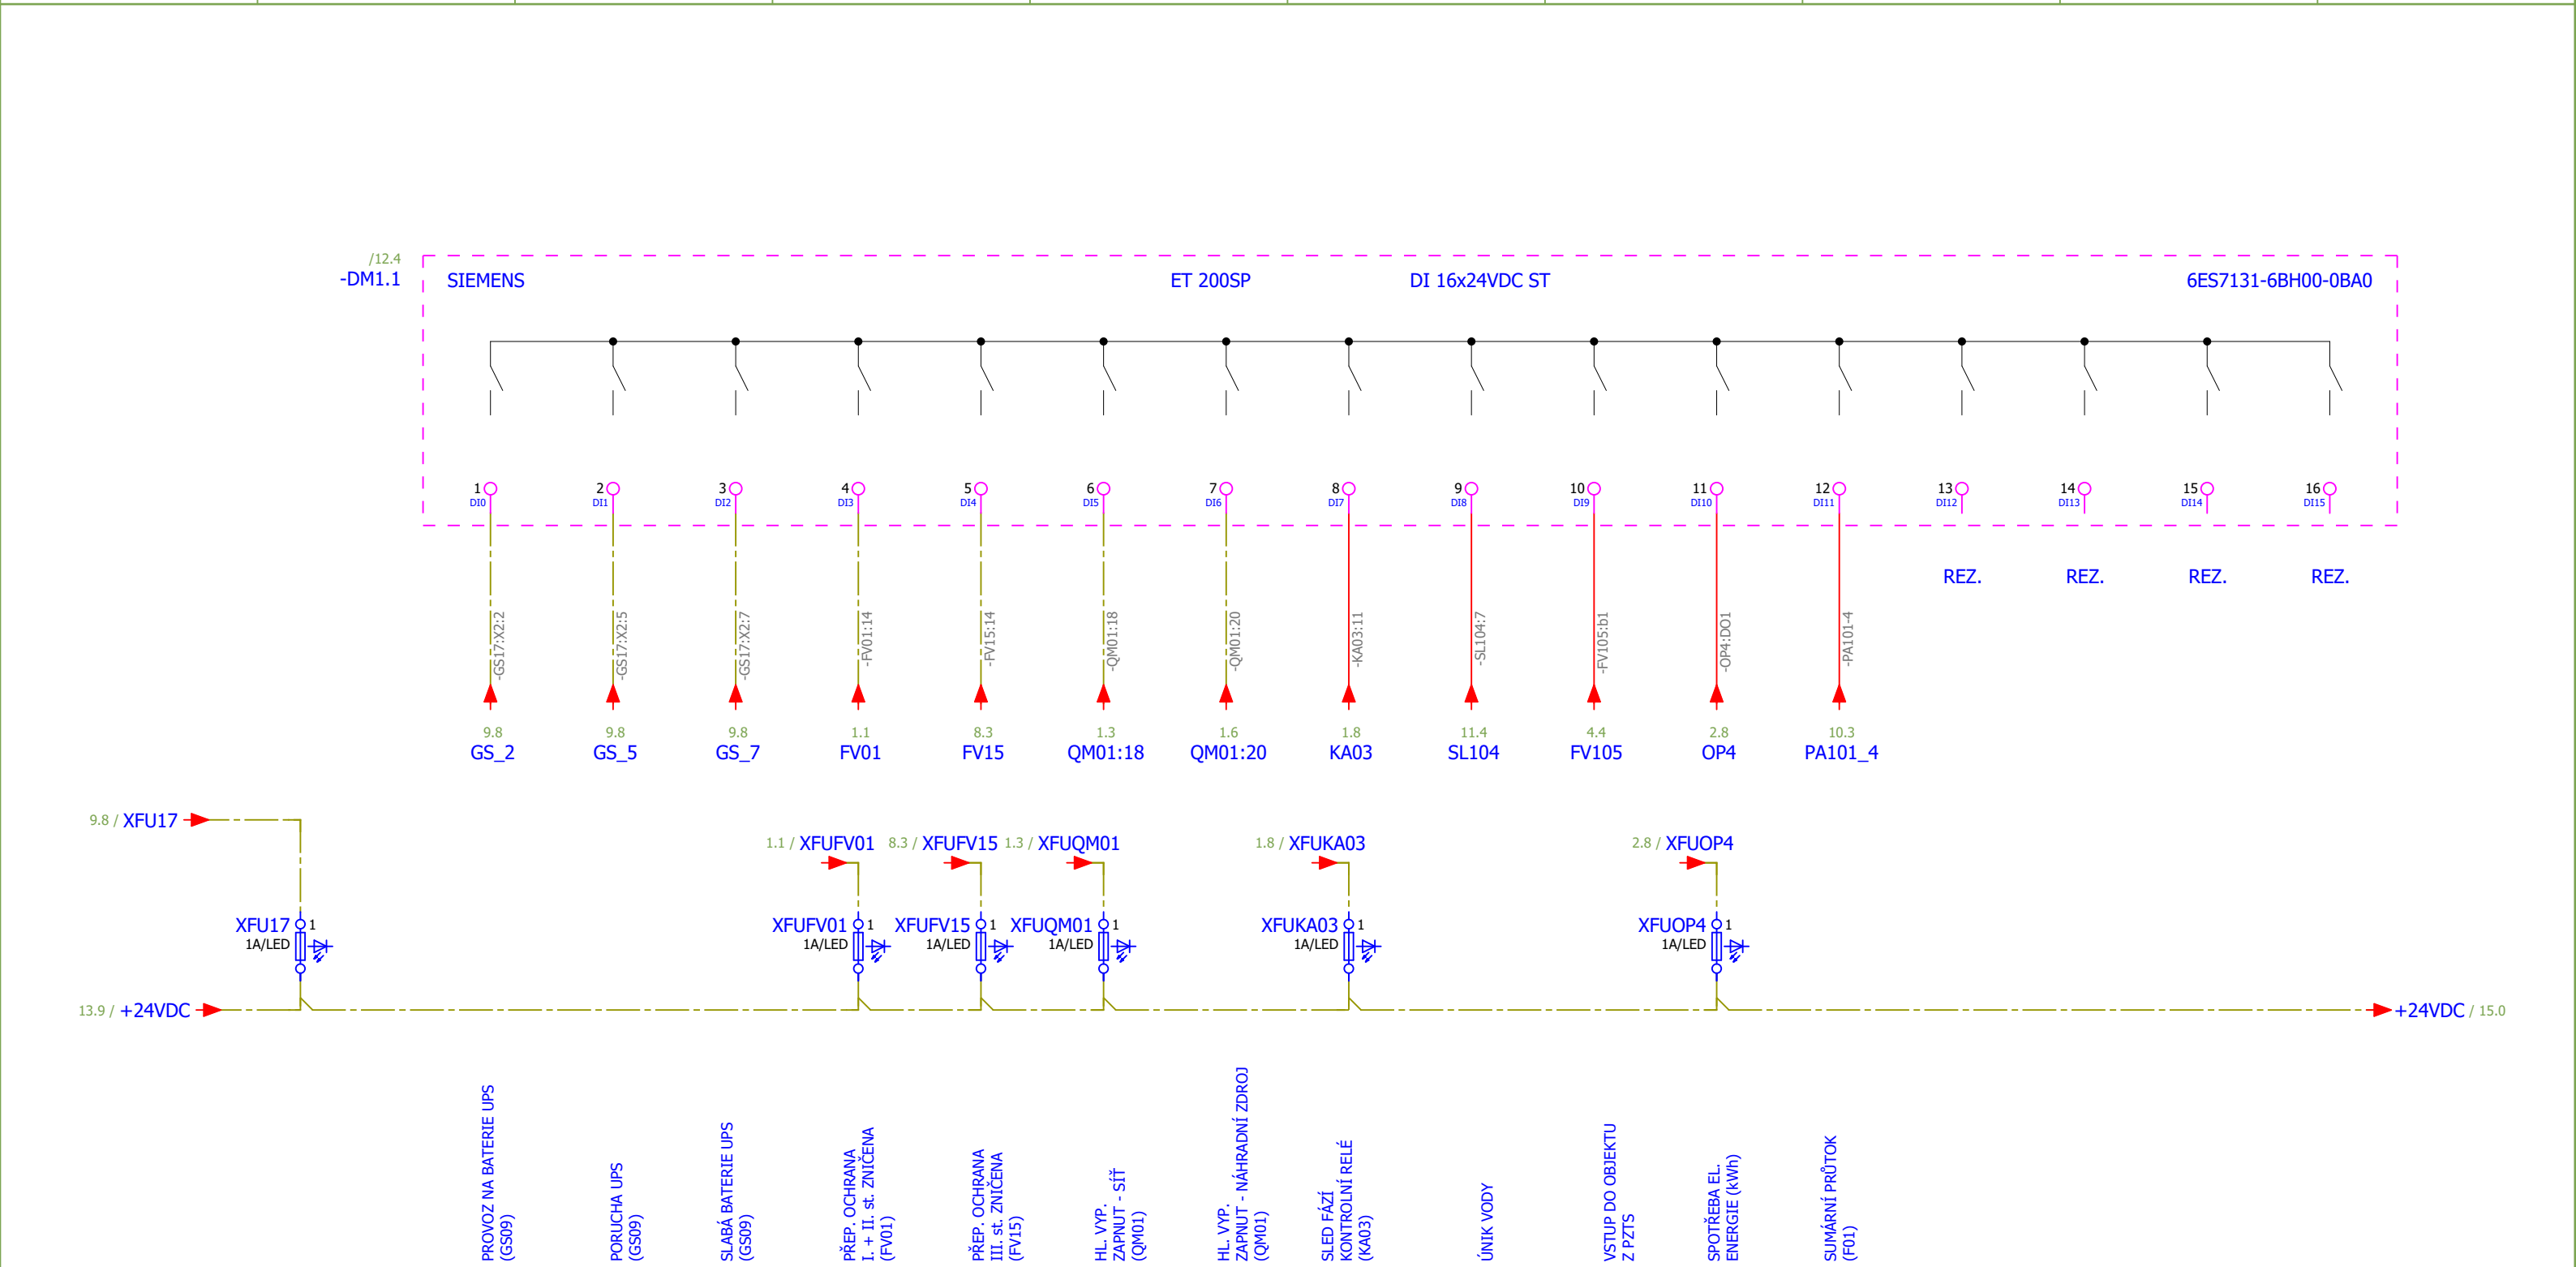 /12.4
-DM1.1
SIEMENS
ET 200SP
DI 16x24VDC ST
6ES7131-6BH00-0BA0
1
DI0
2
DI1
3
DI2
4
DI3
5
DI4
6
DI5
7
DI6
8
DI7
9
DI8
10
DI9
11
DI10
12
DI11
13
DI12
14
DI13
15
DI14
16
DI15
REZ.
REZ.
REZ.
REZ.
-GS17:X2:2
-GS17:X2:5
-GS17:X2:7
-FV01:14
-FV15:14
-QM01:18
-QM01:20
-KA03:11
-SL104:7
-FV105:b1
-OP4:DO1
-PA101-4
9.8
GS_2
9.8
GS_5
9.8
GS_7
1.1
FV01
8.3
FV15
1.3
QM01:18
1.6
QM01:20
1.8
KA03
11.4
SL104
4.4
FV105
2.8
OP4
10.3
PA101_4
9.8 / XFU17
1.1 / XFUFV01
8.3 / XFUFV15
1.3 / XFUQM01
1.8 / XFUKA03
2.8 / XFUOP4
XFU17 1
1A/LED
XFUFV01 1
1A/LED
XFUFV15 1
1A/LED
XFUQM01 1
1A/LED
XFUKA03 1
1A/LED
XFUOP4 1
1A/LED
13.9 / +24VDC
+24VDC / 15.0
PROVOZ NA BATERIE UPS
(GS09)
PORUCHA UPS
(GS09)
SLABÁ BATERIE UPS
(GS09)
PŘEP. OCHRANA
I. + II. st. ZNIČENA
(FV01)
PŘEP. OCHRANA
III. st. ZNIČENA
(FV15)
HL. VYP.
ZAPNUT - SÍŤ
(QM01)
HL. VYP.
ZAPNUT - NÁHRADNÍ ZDROJ
(QM01)
SLED FÁZÍ
KONTROLNÍ RELÉ
(KA03)
ÚNIK VODY
VSTUP DO OBJEKTU
Z PZTS
SPOTŘEBA EL.
ENERGIE (kWh)
SUMÁRNÍ PRŮTOK
(F01)